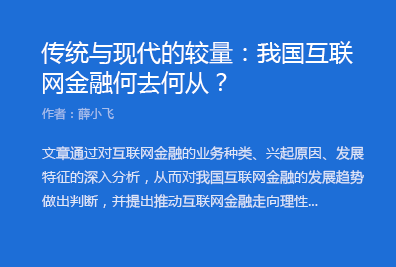 传统与现代的较量：我国互联
网金融何去何从？
作者：薛小飞
文章通过对互联网金融的业务种类、兴起原因、发展
特征的深入分析，从而对我国互联网金融的发展趋势
做出判断，并提出推动互联网金融走向理性...